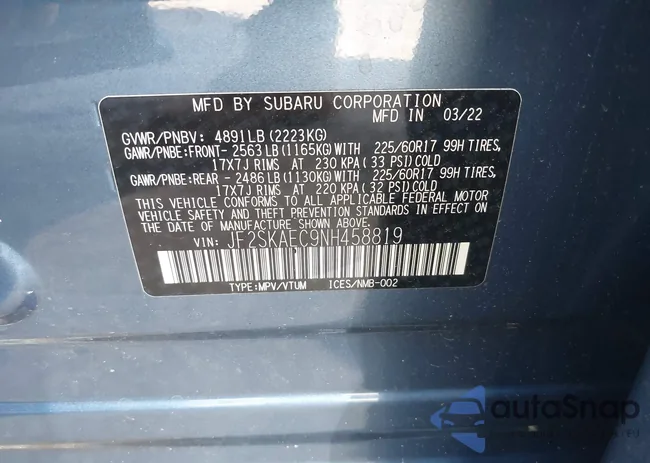 MFD BY SUBARU CORPORATION
MFD IN 03/22
GVWR/PNBV: 4891LB (2223KG)
GAWR/PNBE:FRONT- 2563LB (1165KG)WITH 225/60R17 99H TIRES,
17X7J RIMS AT 230 KPA (33 PSI)COLD
GAWR/PNBE:REAR - 2486LB (1130KG)WITH 225/60R17 99H TIRES,
17X7J RIMS AT 220 KPA (32 PSI)COLD
THIS VEHICLE CONFORMS TO ALL APPLICABLE FEDERAL MOTOR
VEHICLE SAFETY AND THEFT PREVENTION STANDARDS IN EFFECT ON
THE DATE OF MANUFACTURE SHOWN ABOVE.
VIN: JF2SKAEC9NH458819
TYPE:MPV/VTUM ICES/NMB-002
autoSnap